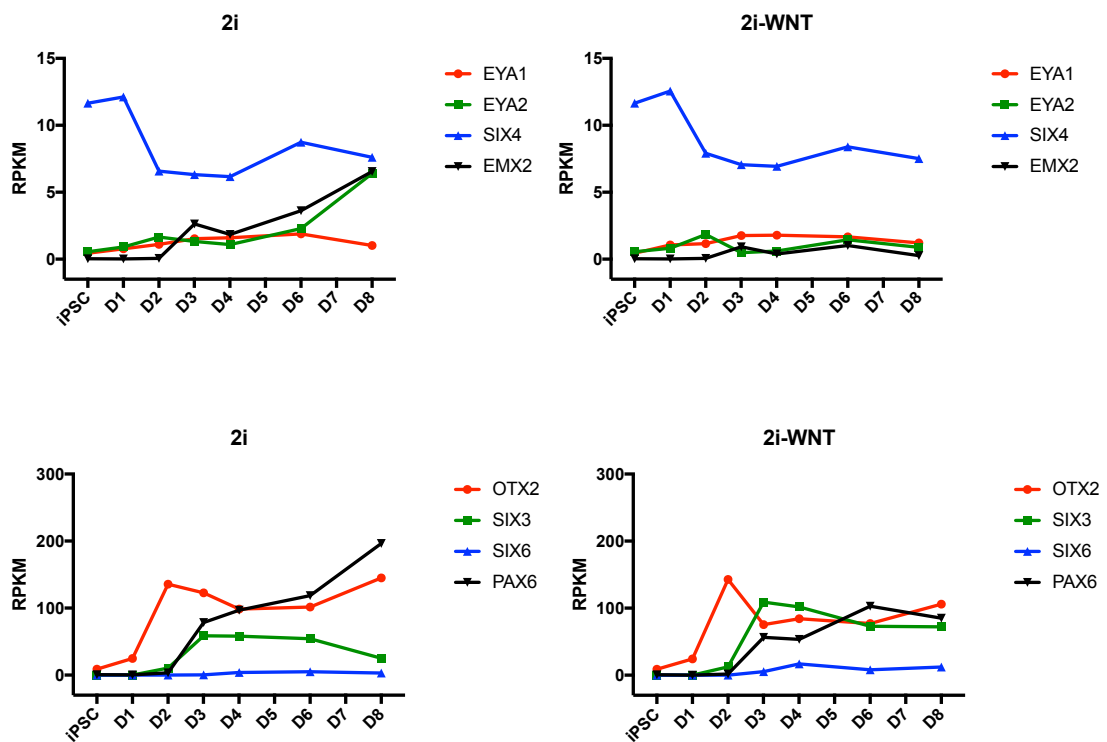 2i
RPKM
15
10
5
0
iPSC D1 D2 D3 D4 D5 D6 D7 D8
EYA1
EYA2
SIX4
EMX2
2i-WNT
RPKM
15
10
5
0
iPSC D1 D2 D3 D4 D5 D6 D7 D8
EYA1
EYA2
SIX4
EMX2
2i
RPKM
300
200
100
0
iPSC D1 D2 D3 D4 D5 D6 D7 D8
OTX2
SIX3
SIX6
PAX6
2i-WNT
RPKM
300
200
100
0
iPSC D1 D2 D3 D4 D5 D6 D7 D8
OTX2
SIX3
SIX6
PAX6